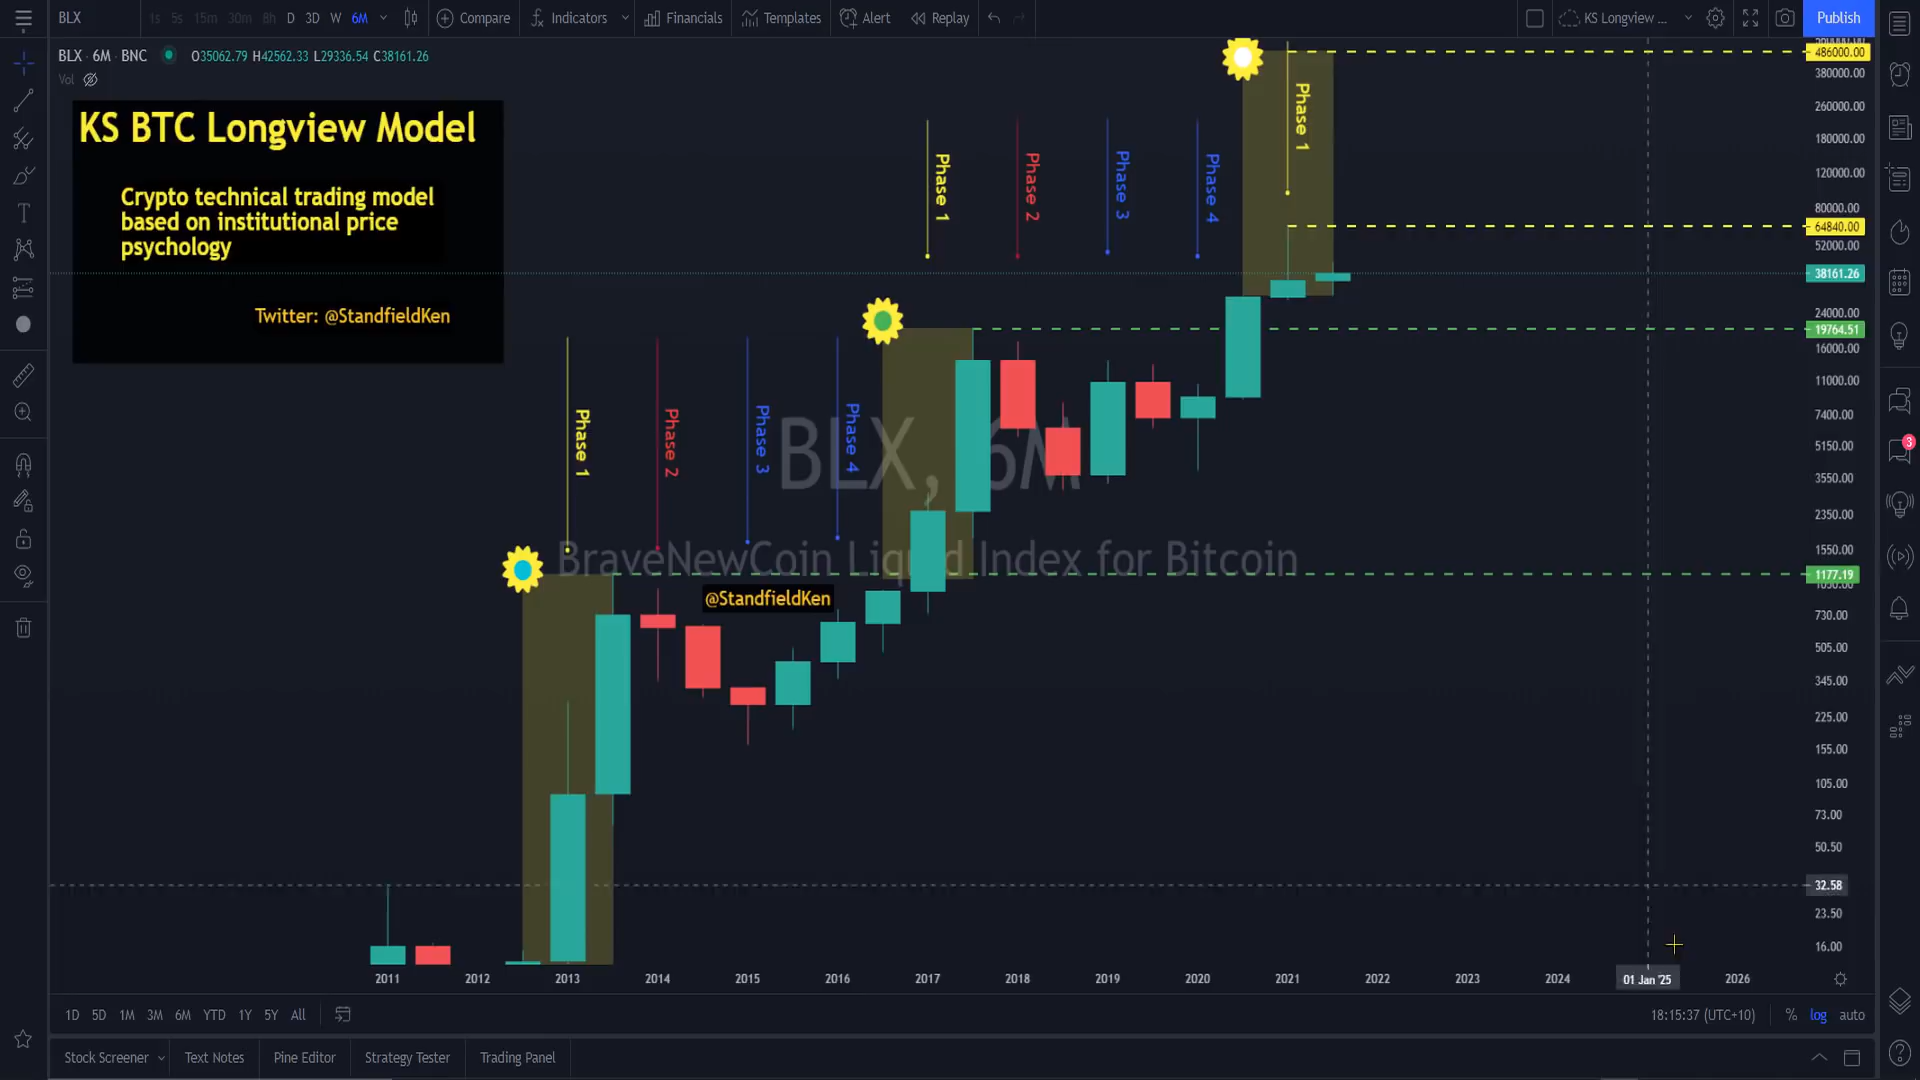 BLX 1s 5s 15m 30m 8h D 3D W 6M Compare Indicators Financials Templates Alert Replay KS Longview ... Publish
BLX · 6M · BNC O35062.79 H42562.33 L29336.54 C38161.26
Vol
KS BTC Longview Model
Crypto technical trading model
based on institutional price
psychology
Twitter: @StandfieldKen
Phase 1
Phase 2
Phase 3
Phase 4
Phase 1
Phase 2
Phase 3
Phase 4
Phase 1
BLX, 6M
BraveNewCoin Liquid Index for Bitcoin
@StandfieldKen
486000.00
380000.00
260000.00
180000.00
120000.00
80000.00
64840.00
52000.00
38161.26
24000.00
19764.51
16000.00
11000.00
7400.00
5150.00
3550.00
2350.00
1550.00
1177.19
730.00
505.00
345.00
225.00
155.00
105.00
73.00
50.50
32.58
23.50
16.00
3
2011 2012 2013 2014 2015 2016 2017 2018 2019 2020 2021 2022 2023 2024 01 Jan '25 2026
1D 5D 1M 3M 6M YTD 1Y 5Y All 18:15:37 (UTC+10) % log auto
Stock Screener Text Notes Pine Editor Strategy Tester Trading Panel